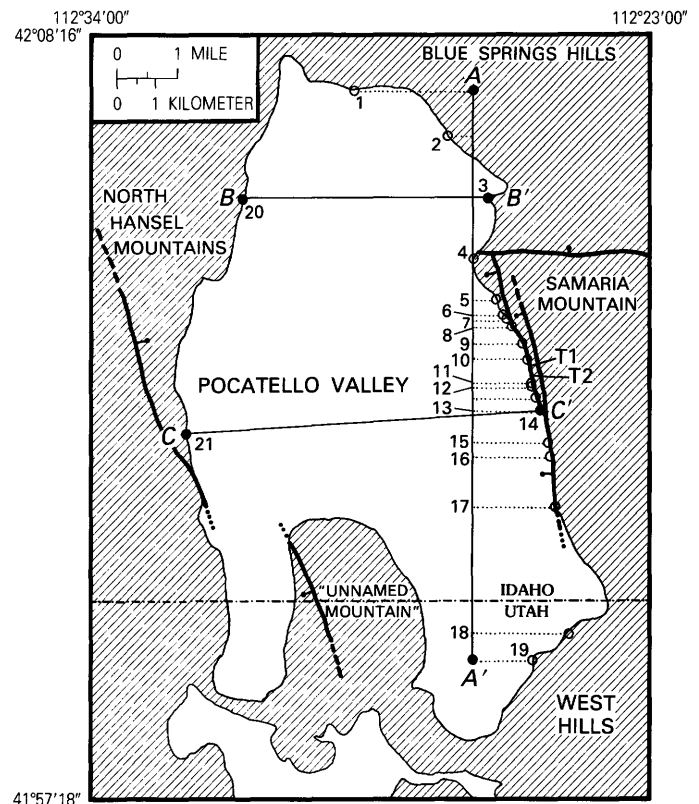 112°34'00"
112°23'00"
42°08'16"
0 1 MILE
0 1 KILOMETER
BLUE SPRINGS HILLS
A
1
2
NORTH
HANSEL
MOUNTAINS
B
20
3
B'
4
SAMARIA
MOUNTAIN
5
6
7
8
9
10
T1
T2
11
12
13
POCATELLO VALLEY
14
C'
C
21
15
16
17
"UNNAMED
MOUNTAIN"
IDAHO
UTAH
18
19
A'
WEST
HILLS
41°57'18"